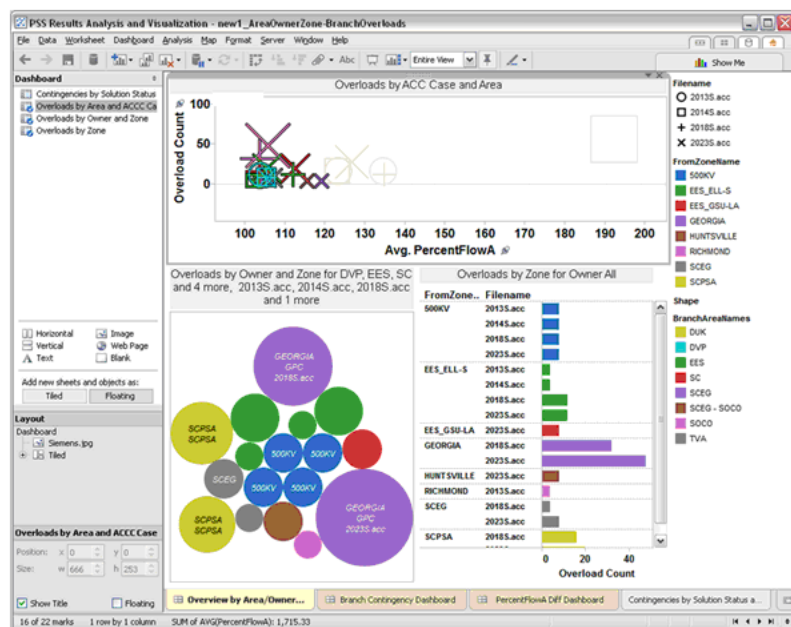 PSS Results Analysis and Visualization - new1_AreaOwnerZone-BranchOverloads
File Data Worksheet Dashboard Analysis Map Format Server Window Help
Abc Entire View
Show Me
Dashboard
Contingencies by Solution Status
Overloads by Area and ACCC Ca
Overloads by Owner and Zone
Overloads by Zone
Horizontal Image
Vertical Web Page
Text Blank
Add new sheets and objects as:
Tiled Floating
Layout
Dashboard
Siemens.jpg
Tiled
Overloads by Area and ACCC Case
Position: x 0 y 0
Size: w 666 h 253
Show Title Floating
Overloads by ACC Case and Area
Overload Count
100
50
0
100 110 120 130 140 150 160 170 180 190 200
Avg. PercentFlowA
Overloads by Owner and Zone for DVP, EES, SC
and 4 more, 2013S.acc, 2014S.acc, 2018S.acc
and 1 more
GEORGIA
GPC
2018S.acc
SCPSA
SCPSA
500KV 500KV
SCEG
500KV 500KV
SCPSA
SCPSA
GEORGIA
GPC
2023S.acc
Overloads by Zone for Owner All
FromZone.. Filename
500KV 2013S.acc
2014S.acc
2018S.acc
2023S.acc
EES_ELL-S 2013S.acc
2014S.acc
2018S.acc
2023S.acc
EES_GSU-LA 2023S.acc
GEORGIA 2018S.acc
2023S.acc
HUNTSVILLE 2023S.acc
RICHMOND 2013S.acc
SCEG 2018S.acc
2023S.acc
SCPSA 2018S.acc
0 20 40
Overload Count
Filename
2013S.acc
2014S.acc
2018S.acc
2023S.acc
FromZoneName
500KV
EES_ELL-S
EES_GSU-LA
GEORGIA
HUNTSVILLE
RICHMOND
SCEG
SCPSA
Shape
BranchAreaNames
DUK
DVP
EES
SC
SCEG
SCEG - SOCO
SOCO
TVA
Overview by Area/Owner... Branch Contingency Dashboard PercentFlowA Diff Dashboard Contingencies by Solution Status a...
16 of 22 marks 1 row by 1 column SUM of AVG(PercentFlowA): 1,715.33